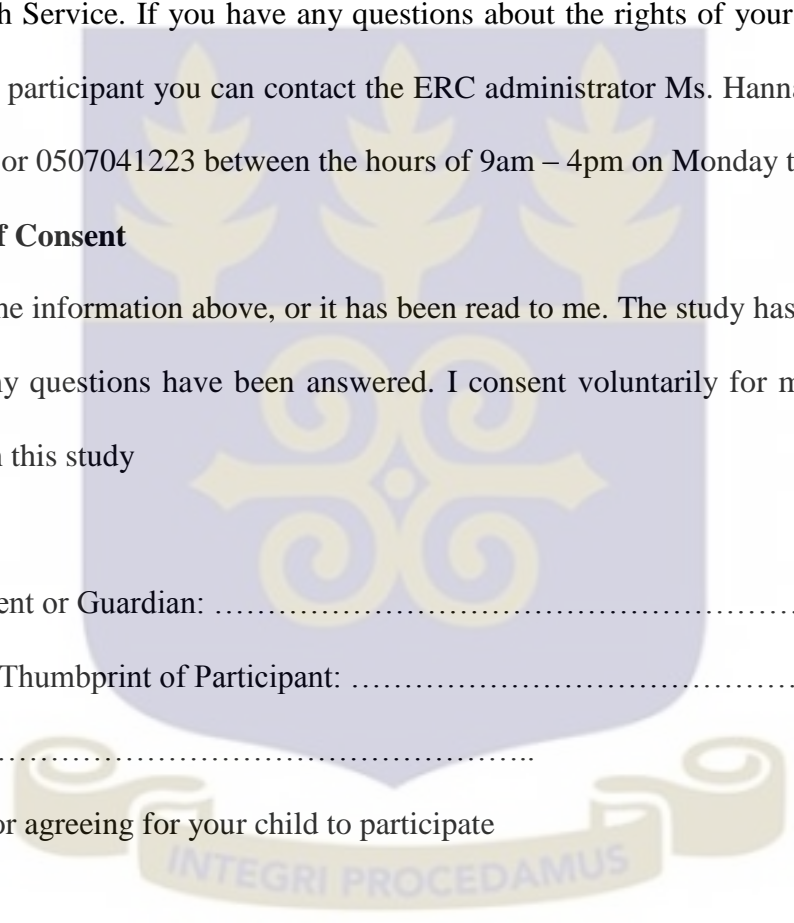 h Service. If you have any questions about the rights of your
participant you can contact the ERC administrator Ms. Hanna
or 0507041223 between the hours of 9am – 4pm on Monday t
f Consent
ne information above, or it has been read to me. The study has
ny questions have been answered. I consent voluntarily for m
n this study
ent or Guardian: ……………………………………………………
Thumbprint of Participant: ………………………………………
……………………………………………..
or agreeing for your child to participate
INTEGRI PROCEDAMUS